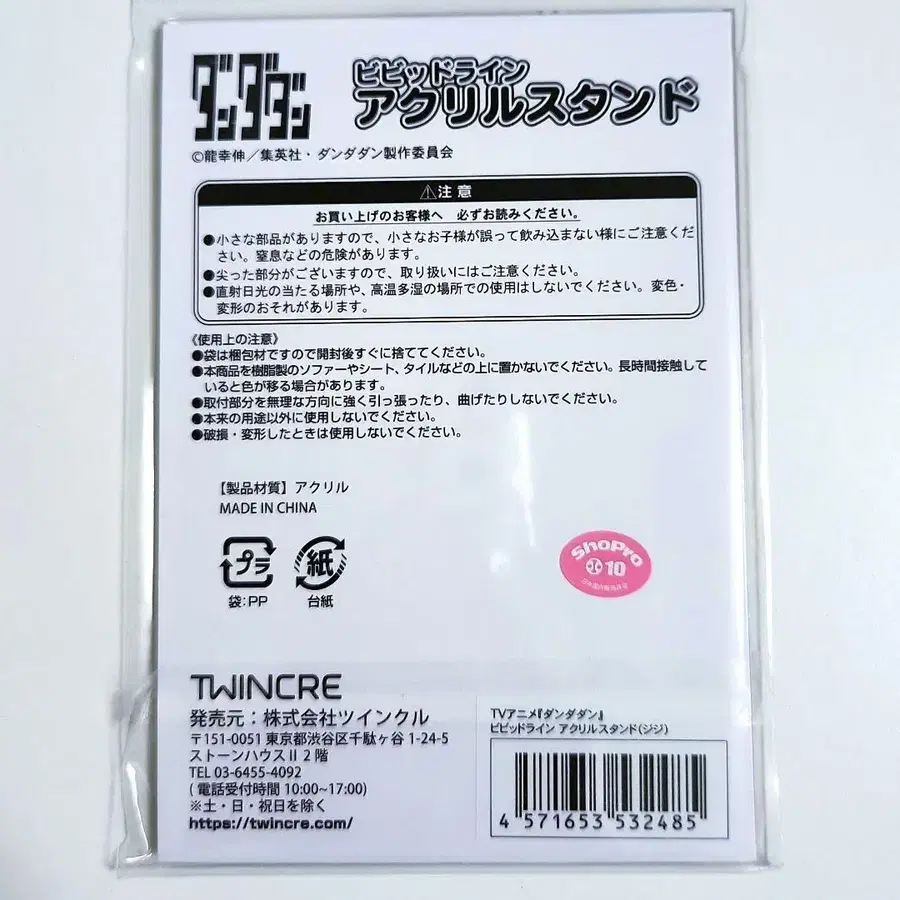 ダンダダン
ビビッドライン
アクリルスタンド
©龍幸伸／集英社・ダンダダン製作委員会
⚠注意
お買い上げのお客様へ 必ずお読みください。
●小さな部品がありますので、小さなお子様が誤って飲み込まない様にご注意くだ
さい。窒息などの危険があります。
●尖った部分がございますので、取り扱いにはご注意ください。
●直射日光の当たる場所や、高温多湿の場所での使用はしないでください。変色・
変形のおそれがあります。
《使用上の注意》
●袋は梱包材ですので開封後すぐに捨ててください。
●本商品を樹脂製のソファーやシート、タイルなどの上に置かないでください。長時間接触して
いると色が移る場合があります。
●取付部分を無理な方向に強く引っ張ったり、曲げたりしないでください。
●本来の用途以外に使用しないでください。
●破損・変形したときは使用しないでください。
【製品材質】アクリル
MADE IN CHINA
プラ
紙
袋:PP
台紙
ShoPro
10
TWINCRE
発売元：株式会社ツインクル
〒151-0051 東京都渋谷区千駄ヶ谷 1-24-5
ストーンハウスⅡ 2 階
TEL 03-6455-4092
( 電話受付時間 10:00~17:00)
※土・日・祝日を除く
https://twincre.com/
TVアニメ『ダンダダン』
ビビッドライン アクリルスタンド(ジジ)
4 571653 532485